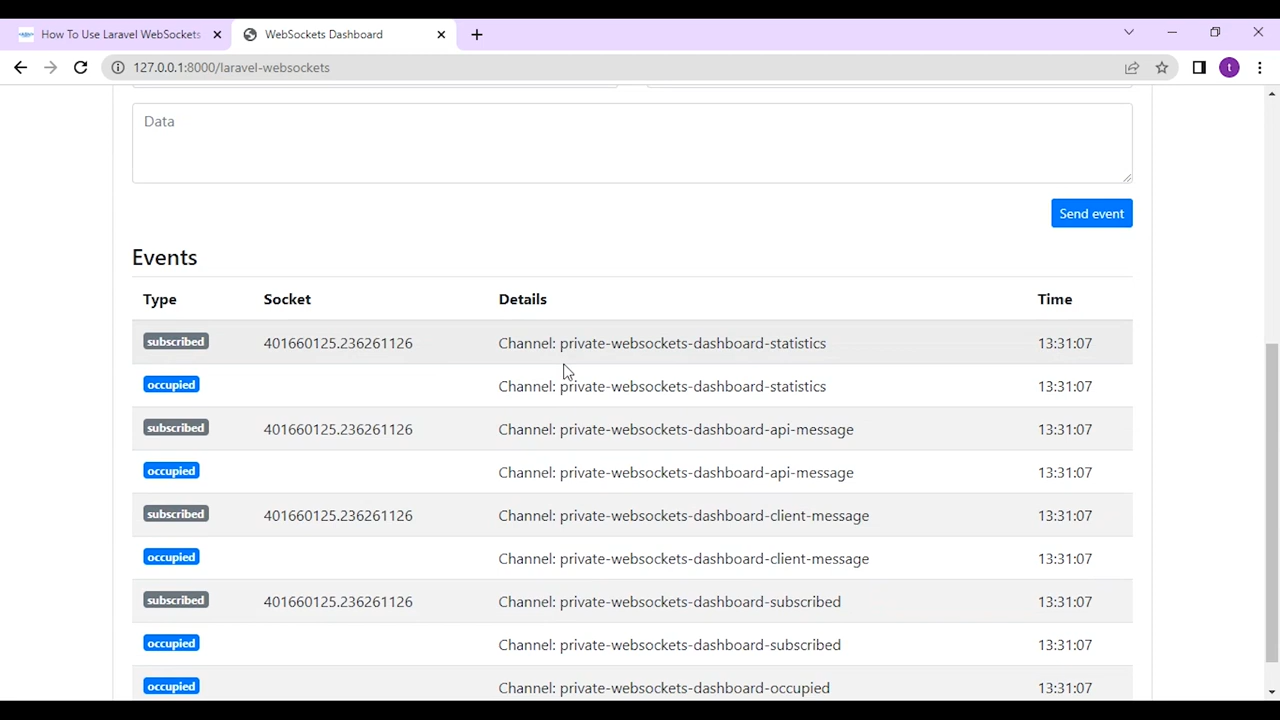 How To Use Laravel WebSockets
WebSockets Dashboard
127.0.0.1:8000/laravel-websockets
t
Data
Send event
Events
Type Socket Details Time
subscribed 401660125.236261126 Channel: private-websockets-dashboard-statistics 13:31:07
occupied Channel: private-websockets-dashboard-statistics 13:31:07
subscribed 401660125.236261126 Channel: private-websockets-dashboard-api-message 13:31:07
occupied Channel: private-websockets-dashboard-api-message 13:31:07
subscribed 401660125.236261126 Channel: private-websockets-dashboard-client-message 13:31:07
occupied Channel: private-websockets-dashboard-client-message 13:31:07
subscribed 401660125.236261126 Channel: private-websockets-dashboard-subscribed 13:31:07
occupied Channel: private-websockets-dashboard-subscribed 13:31:07
occupied Channel: private-websockets-dashboard-occupied 13:31:07